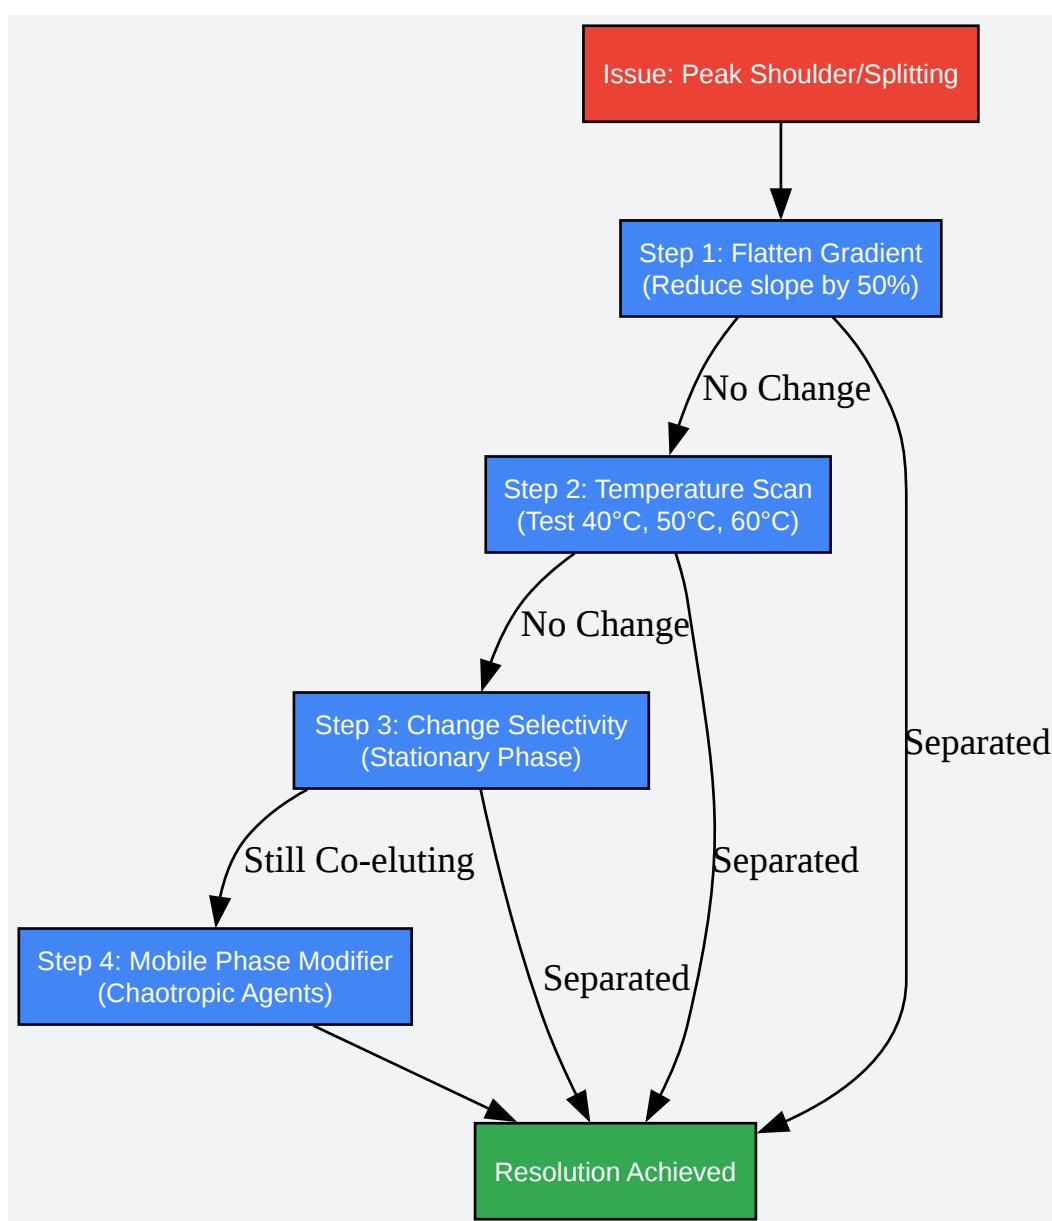 Issue: Peak Shoulder/Splitting
Step 1: Flatten Gradient
(Reduce slope by 50%)
No Change
Step 2: Temperature Scan
(Test 40°C, 50°C, 60°C)
No Change
Step 3: Change Selectivity
(Stationary Phase)
Separated
Still Co-eluting
Separated
Step 4: Mobile Phase Modifier
(Chaotropic Agents)
Separated
Resolution Achieved